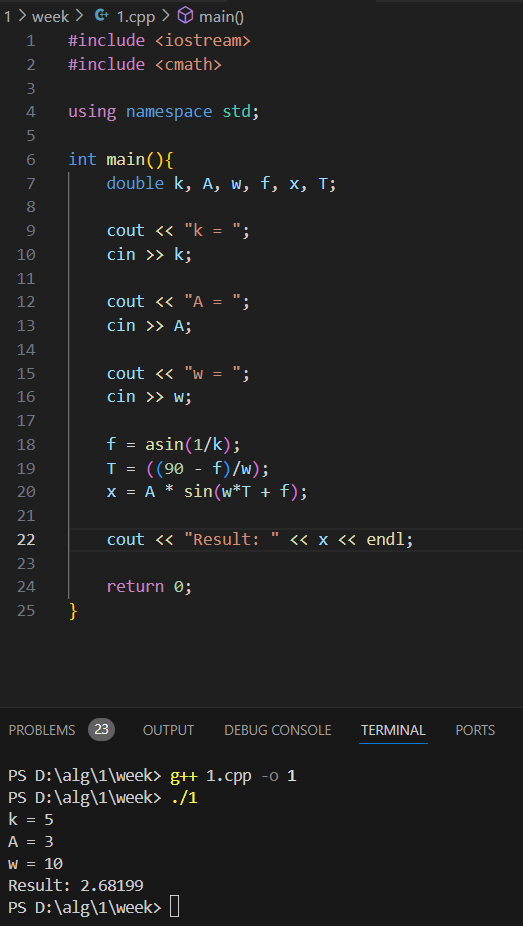 1 > week > C++ 1.cpp > main()
1 #include <iostream>
2 #include <cmath>
3
4 using namespace std;
5
6 int main(){
7 double k, A, w, f, x, T;
8
9 cout << "k = ";
10 cin >> k;
11
12 cout << "A = ";
13 cin >> A;
14
15 cout << "w = ";
16 cin >> w;
17
18 f = asin(1/k);
19 T = ((90 - f)/w);
20 x = A * sin(w*T + f);
21
22 cout << "Result: " << x << endl;
23
24 return 0;
25 }
PROBLEMS 23 OUTPUT DEBUG CONSOLE TERMINAL PORTS
PS D:\alg\1\week> g++ 1.cpp -o 1
PS D:\alg\1\week> ./1
k = 5
A = 3
w = 10
Result: 2.68199
PS D:\alg\1\week>